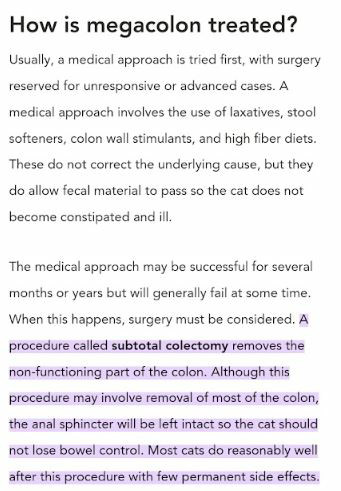 How is megacolon treated?
Usually, a medical approach is tried first, with surgery
reserved for unresponsive or advanced cases. A
medical approach involves the use of laxatives, stool
softeners, colon wall stimulants, and high fiber diets.
These do not correct the underlying cause, but they
do allow fecal material to pass so the cat does not
become constipated and ill.
The medical approach may be successful for several
months or years but will generally fail at some time.
When this happens, surgery must be considered. A
procedure called subtotal colectomy removes the
non-functioning part of the colon. Although this
procedure may involve removal of most of the colon,
the anal sphincter will be left intact so the cat should
not lose bowel control. Most cats do reasonably well
after this procedure with few permanent side effects.